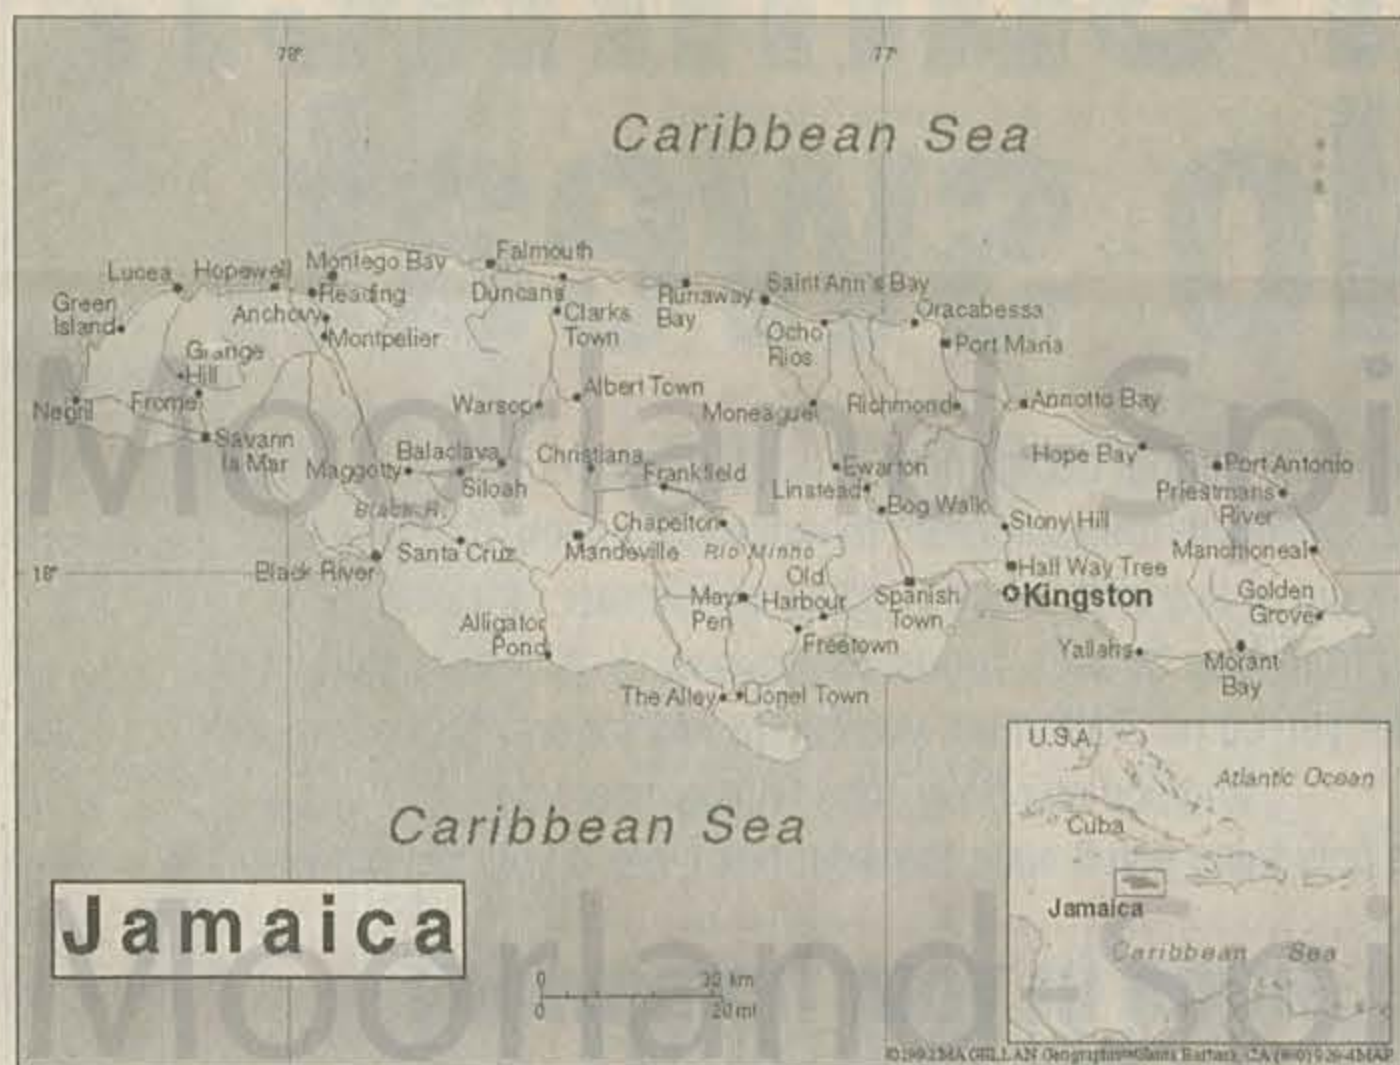 78°
77°
Caribbean Sea
Falmouth
Montego Bay
Lucea
Hopewell
Saint Ann's Bay
Reading
Duncans
Runaway
Bay
Green
Island
Anchovy
Clarks
Town
Oracabessa
Ocho
Rios
Montpelier
Port Maria
Grange
Hill
Albert Town
Negril
Frome
Warsop
Moneague
Richmond
Annotto Bay
Savann
la Mar
Balaclava
Christiana
Hope Bay
Maggotty
Frankfield
Ewarton
Port Antonio
Siloah
Linstead
Priestmans
River
Black R.
Bog Walk
Chapelton
Stony Hill
Santa Cruz
Mandeville
Rio Minho
Manchioneal
18°
Black River
Old
Harbour
Half Way Tree
May
Pen
Spanish
Town
Kingston
Golden
Grove
Alligator
Pond
Freetown
Yallahs
Morant
Bay
The Alley
Lionel Town
Caribbean Sea
Jamaica
0 30 km
0 20 mi
U.S.A.
Atlantic Ocean
Cuba
Jamaica
Caribbean Sea
Moorland-Spi
Moorland-Spi